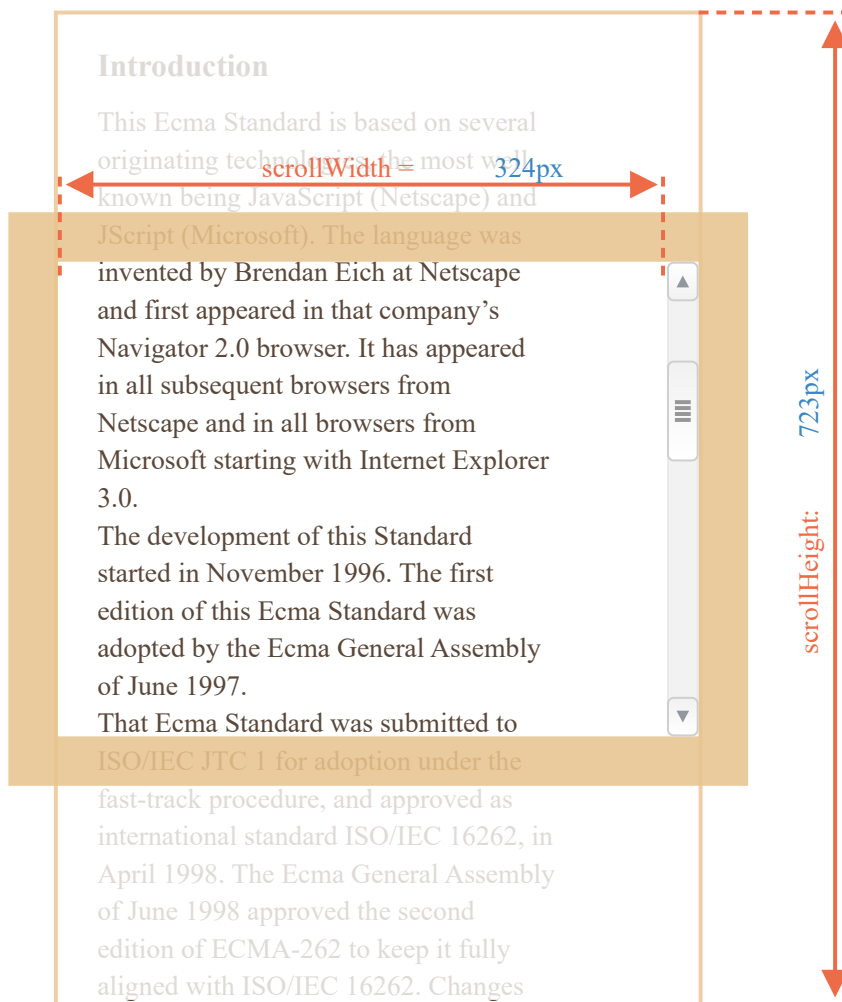 Introduction
This Ecma Standard is based on several
originating technologies, the most well
scrollWidth = 324px
known being JavaScript (Netscape) and
JScript (Microsoft). The language was
invented by Brendan Eich at Netscape
and first appeared in that company’s
Navigator 2.0 browser. It has appeared
in all subsequent browsers from
Netscape and in all browsers from
Microsoft starting with Internet Explorer
3.0.
The development of this Standard
started in November 1996. The first
edition of this Ecma Standard was
adopted by the Ecma General Assembly
of June 1997.
That Ecma Standard was submitted to
ISO/IEC JTC 1 for adoption under the
fast-track procedure, and approved as
international standard ISO/IEC 16262, in
April 1998. The Ecma General Assembly
of June 1998 approved the second
edition of ECMA-262 to keep it fully
aligned with ISO/IEC 16262. Changes
scrollHeight: 723px